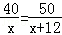 40/x = 50/(x+12)